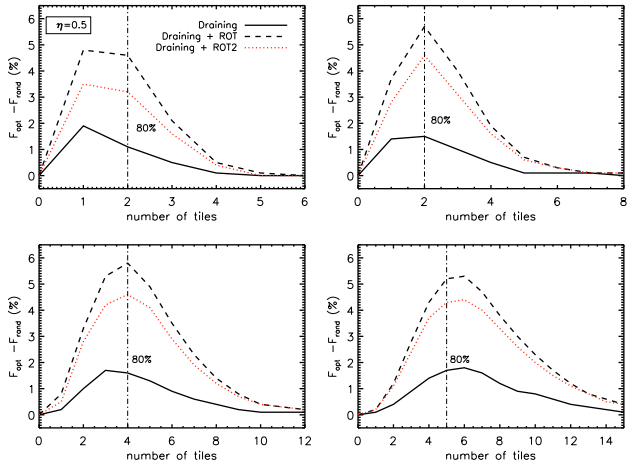 η=0.5
Draining
Draining + ROT
Draining + ROT2
F_opt − F_rand (%)
6
5
4
3
2
1
0
80%
0 1 2 3 4 5 6
number of tiles
F_opt − F_rand (%)
6
5
4
3
2
1
0
80%
0 2 4 6 8
number of tiles
F_opt − F_rand (%)
6
5
4
3
2
1
0
80%
0 2 4 6 8 10 12
number of tiles
F_opt − F_rand (%)
6
5
4
3
2
1
0
80%
0 2 4 6 8 10 12 14
number of tiles